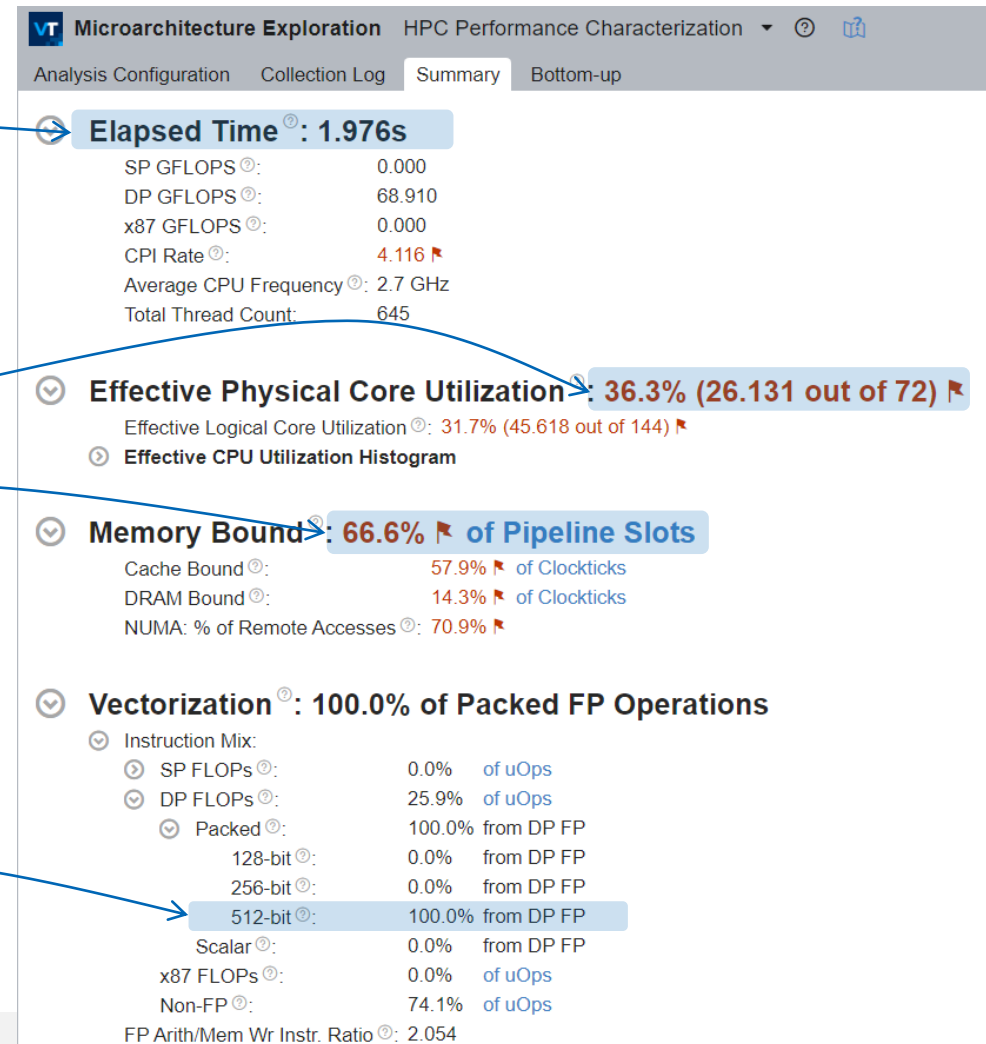 VT Microarchitecture Exploration HPC Performance Characterization ?
Analysis Configuration Collection Log Summary Bottom-up
Elapsed Time ?: 1.976s
SP GFLOPS ?: 0.000
DP GFLOPS ?: 68.910
x87 GFLOPS ?: 0.000
CPI Rate ?: 4.116
Average CPU Frequency ?: 2.7 GHz
Total Thread Count: 645
Effective Physical Core Utilization ?: 36.3% (26.131 out of 72)
Effective Logical Core Utilization ?: 31.7% (45.618 out of 144)
Effective CPU Utilization Histogram
Memory Bound ?: 66.6% of Pipeline Slots
Cache Bound ?: 57.9% of Clockticks
DRAM Bound ?: 14.3% of Clockticks
NUMA: % of Remote Accesses ?: 70.9%
Vectorization ?: 100.0% of Packed FP Operations
Instruction Mix:
SP FLOPs ?: 0.0% of uOps
DP FLOPs ?: 25.9% of uOps
Packed ?: 100.0% from DP FP
128-bit ?: 0.0% from DP FP
256-bit ?: 0.0% from DP FP
512-bit ?: 100.0% from DP FP
Scalar ?: 0.0% from DP FP
x87 FLOPs ?: 0.0% of uOps
Non-FP ?: 74.1% of uOps
FP Arith/Mem Wr Instr. Ratio ?: 2.054